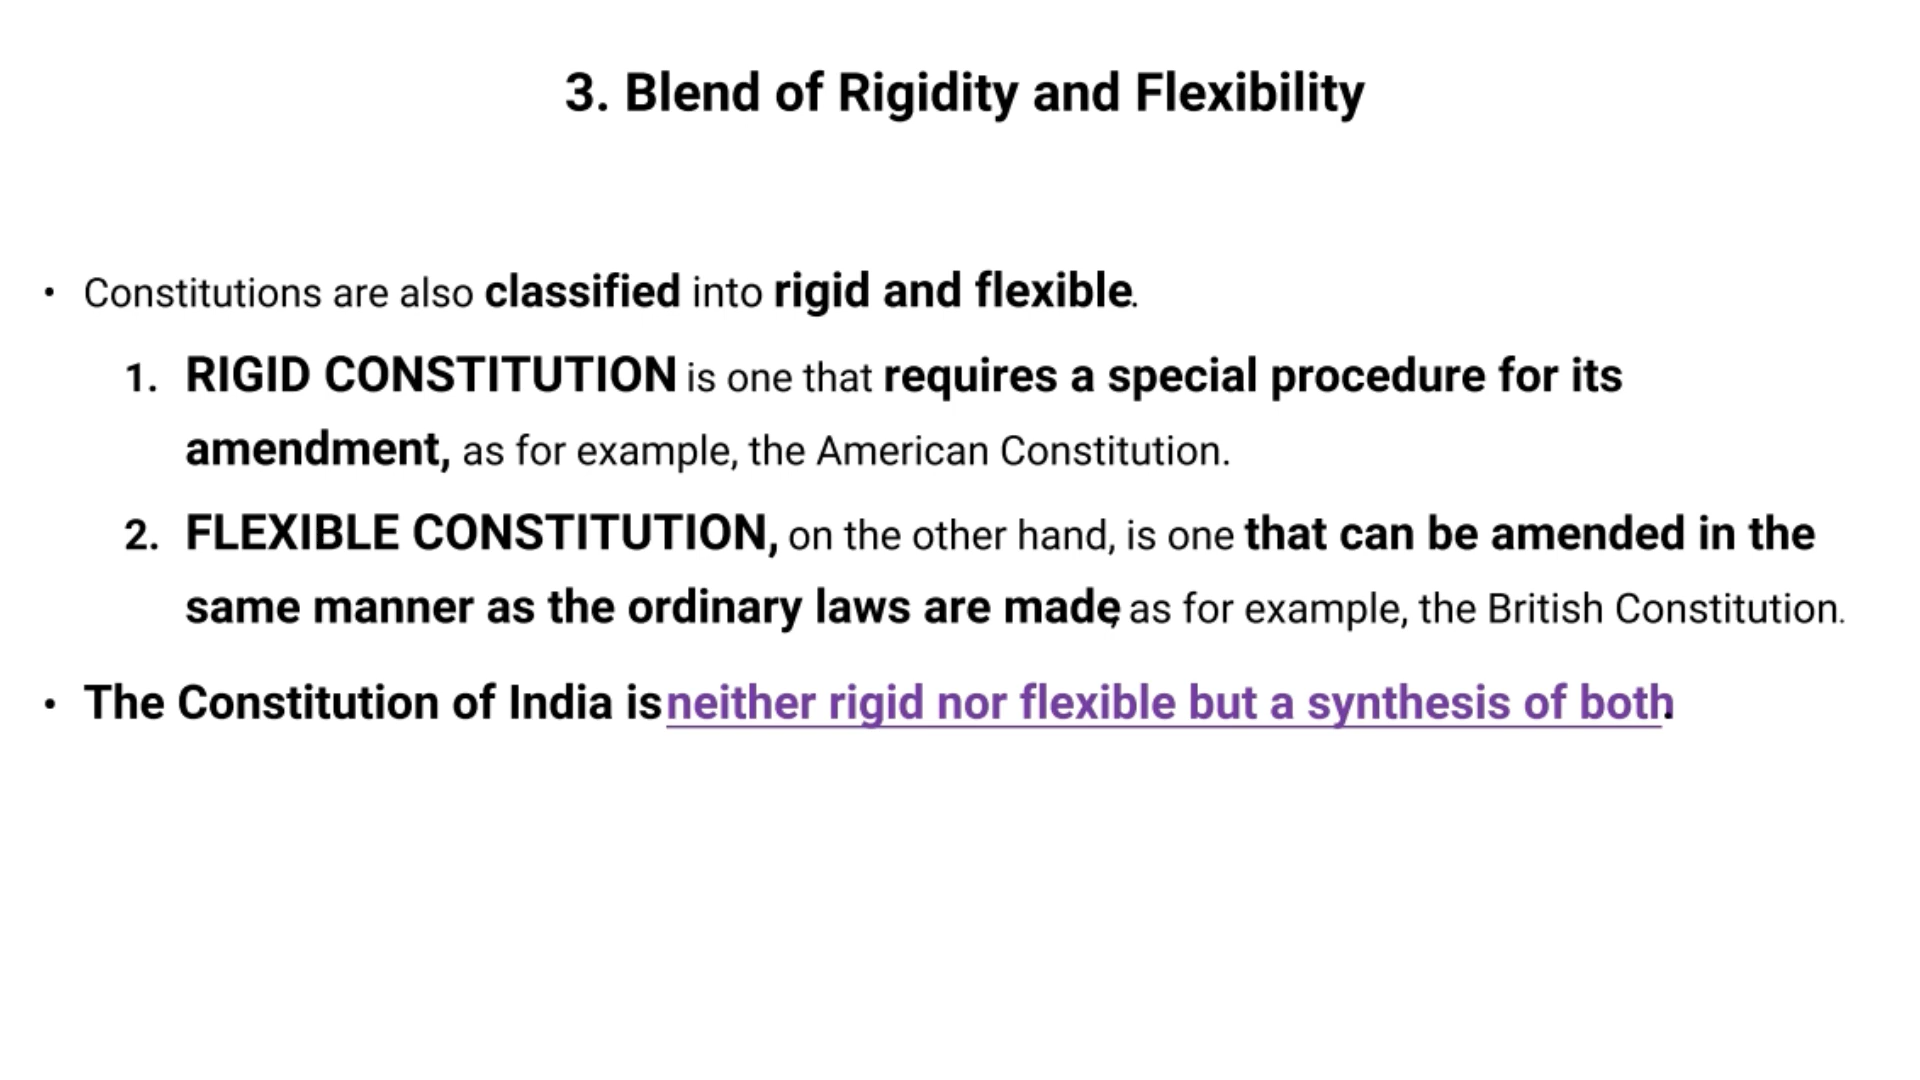 3. Blend of Rigidity and Flexibility
• Constitutions are also classified into rigid and flexible.
1. RIGID CONSTITUTION is one that requires a special procedure for its
amendment, as for example, the American Constitution.
2. FLEXIBLE CONSTITUTION, on the other hand, is one that can be amended in the
same manner as the ordinary laws are made, as for example, the British Constitution.
• The Constitution of India is neither rigid nor flexible but a synthesis of both.